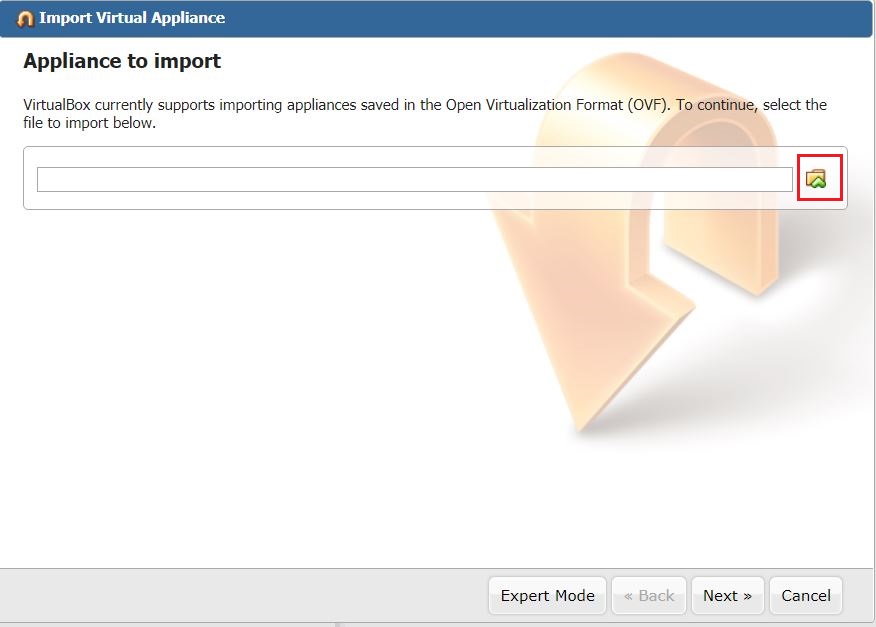 Import Virtual Appliance
Appliance to import
VirtualBox currently supports importing appliances saved in the Open Virtualization Format (OVF). To continue, select the
file to import below.
Expert Mode
« Back
Next »
Cancel